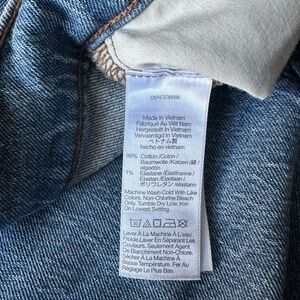 Made In Vietnam
Fabriqué Au Viêt Nam
Hergestellt In Vietnam
Vervaardigd In Vietnam
ベトナム製
hecho en vietnam
99% Cotton/Coton/
Baumwolle/Katoen/綿/
algodón
1% Elastane/Elasthanne/
Elastan/Elastaan/
ポリウレタン/elastano
Machine Wash Cold With Like
Colors, Non-Chlorine Bleach
Only, Tumble Dry Low, Iron
On Lowest Setting.
Laver À La Machine À L'eau
Froide.Laver En Séparant Les
Couleurs. Seulement Agent
De Blanchiment Non Chloré.
Sécher À La Machine À
Basse Température. Fer Au
Réglage Le Plus Bas.